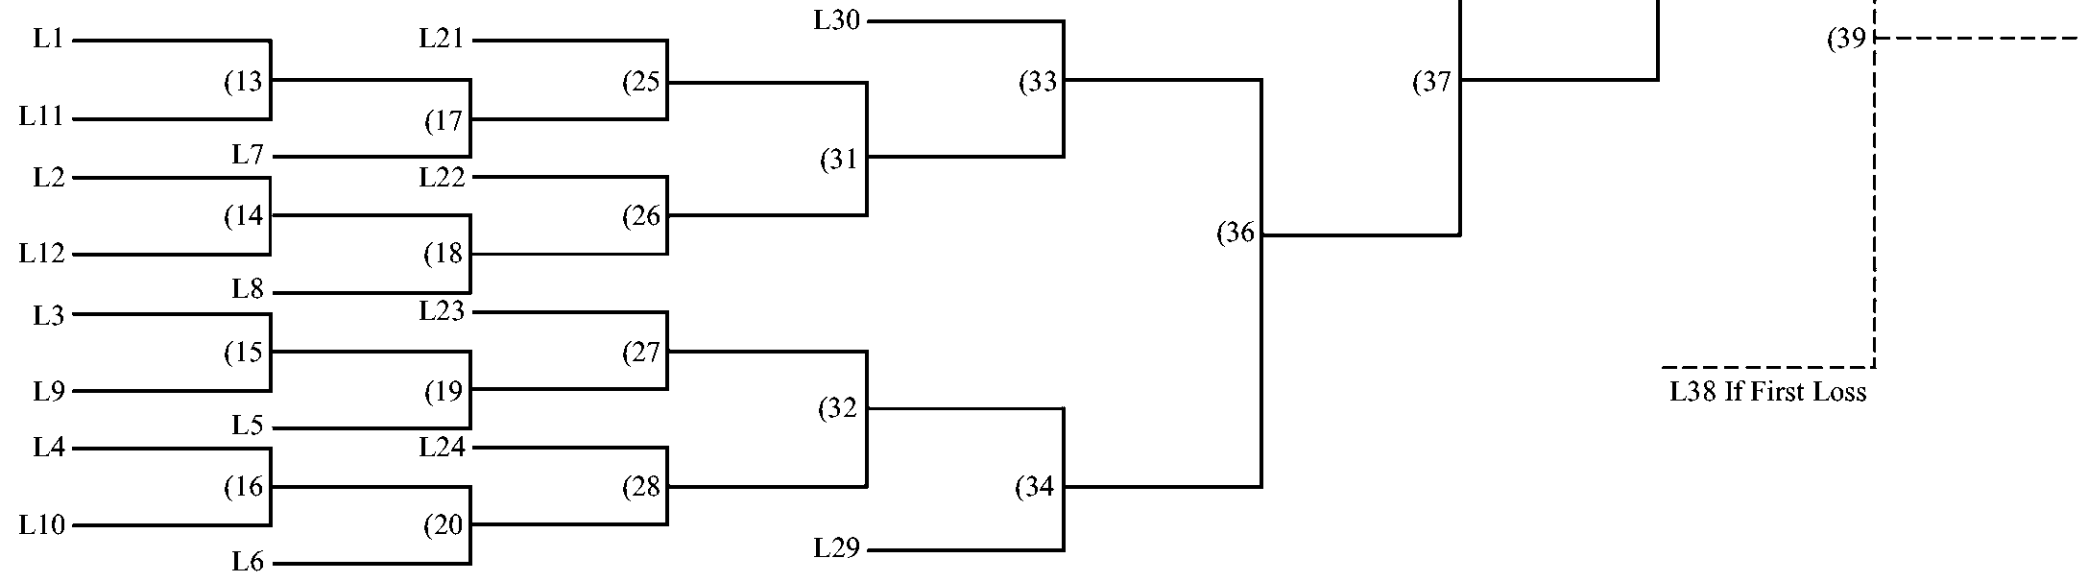 L1
L11
(13
L7
(17
L21
(25
L2
L12
(14
L8
(18
L22
(26
(31
L30
(33
L3
L9
(15
L5
(19
L23
(27
L4
L10
(16
L6
(20
L24
(28
(32
L29
(34
(36
(37
L38 If First Loss
(39